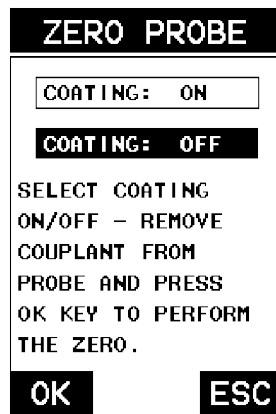 ZERO PROBE
COATING: ON
COATING: OFF
SELECT COATING
ON/OFF – REMOVE
COUPLANT FROM
PROBE AND PRESS
OK KEY TO PERFORM
THE ZERO.
OK ESC